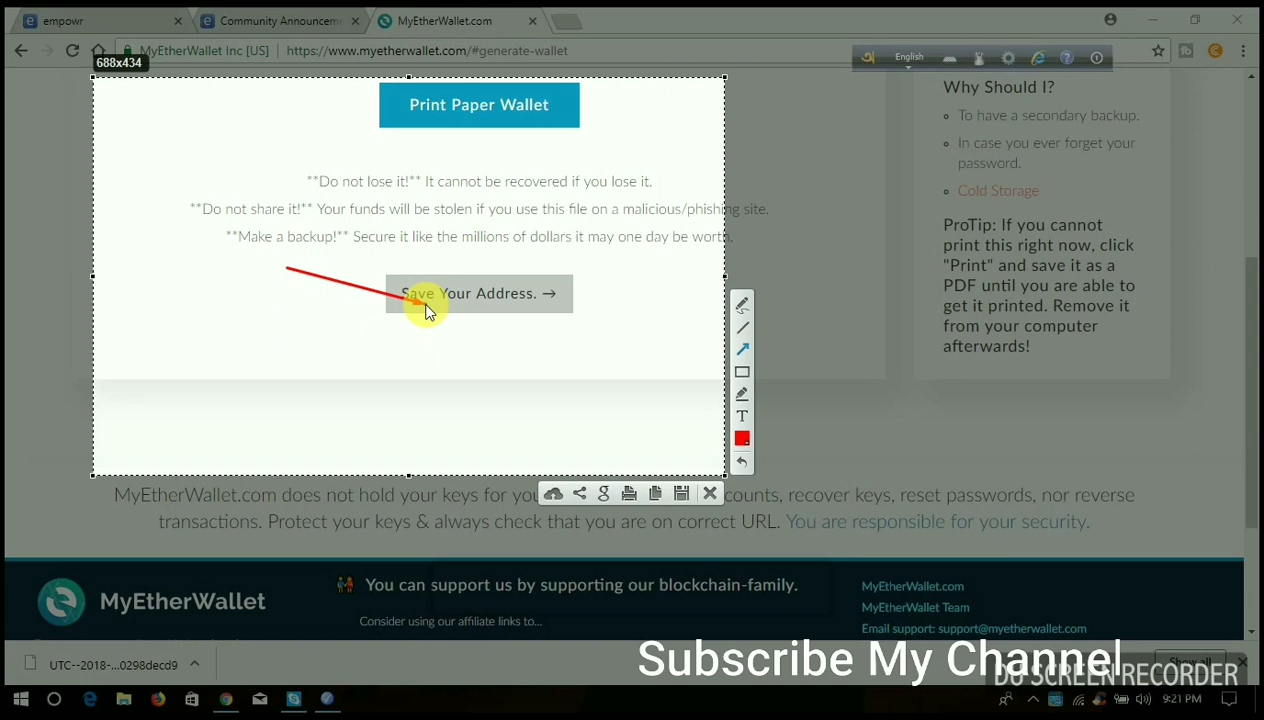 empowr
Community Announcem
MyEtherWallet.com
MyEtherWallet Inc [US]
https://www.myetherwallet.com/#generate-wallet
English
688x434
Print Paper Wallet
**Do not lose it!** It cannot be recovered if you lose it.
**Do not share it!** Your funds will be stolen if you use this file on a malicious/phishing site.
**Make a backup!** Secure it like the millions of dollars it may one day be worth.
Save Your Address. →
Why Should I?
To have a secondary backup.
In case you ever forget your
password.
Cold Storage
ProTip: If you cannot
print this right now, click
"Print" and save it as a
PDF until you are able to
get it printed. Remove it
from your computer
afterwards!
MyEtherWallet.com does not hold your keys for you counts, recover keys, reset passwords, nor reverse
transactions. Protect your keys & always check that you are on correct URL. You are responsible for your security.
MyEtherWallet
You can support us by supporting our blockchain-family.
Consider using our affiliate links to...
MyEtherWallet.com
MyEtherWallet Team
Email support: support@myetherwallet.com
UTC--2018-....0298decd9
Show all
Subscribe My Channel
DU SCREEN RECORDER
9:21 PM